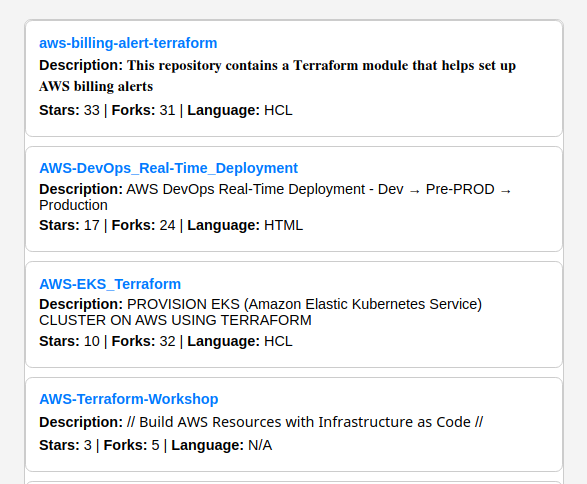 aws-billing-alert-terraform
Description: This repository contains a Terraform module that helps set up
AWS billing alerts
Stars: 33 | Forks: 31 | Language: HCL
AWS-DevOps_Real-Time_Deployment
Description: AWS DevOps Real-Time Deployment - Dev → Pre-PROD →
Production
Stars: 17 | Forks: 24 | Language: HTML
AWS-EKS_Terraform
Description: PROVISION EKS (Amazon Elastic Kubernetes Service)
CLUSTER ON AWS USING TERRAFORM
Stars: 10 | Forks: 32 | Language: HCL
AWS-Terraform-Workshop
Description: // Build AWS Resources with Infrastructure as Code //
Stars: 3 | Forks: 5 | Language: N/A